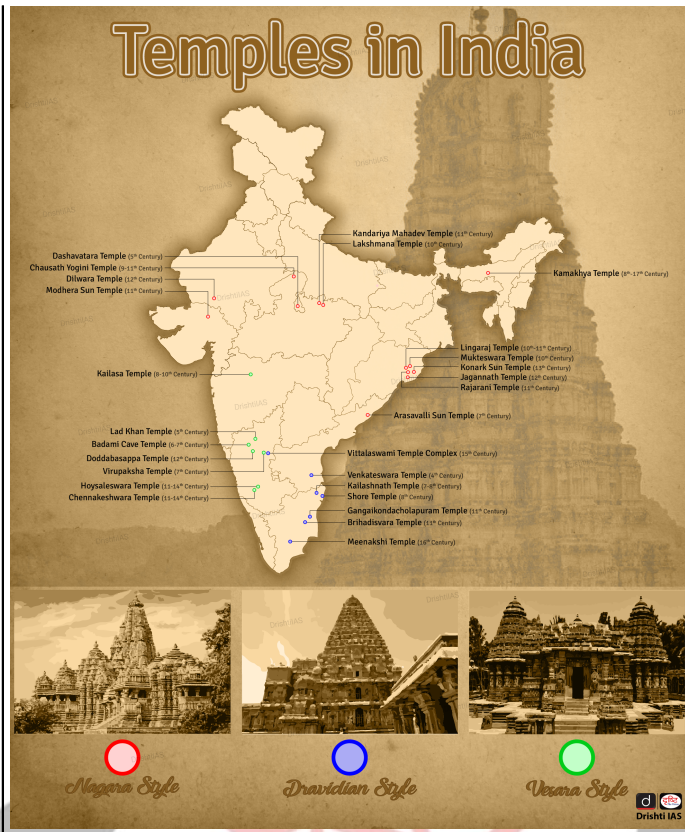 Temples in India
Kandariya Mahadev Temple (11th Century)
Lakshmana Temple (10th Century)
Dashavatara Temple (5th Century)
Chausath Yogini Temple (9-11th Century)
Dilwara Temple (12th Century)
Modhera Sun Temple (11th Century)
Kamakhya Temple (8th-17th Century)
Lingaraj Temple (10th-11th Century)
Mukteswara Temple (10th Century)
Konark Sun Temple (13th Century)
Jagannath Temple (12th Century)
Rajarani Temple (11th Century)
Kailasa Temple (8-10th Century)
Arasavalli Sun Temple (7th Century)
Lad Khan Temple (5th Century)
Badami Cave Temple (6-7th Century)
Doddabasappa Temple (12th Century)
Virupaksha Temple (7th Century)
Hoysaleswara Temple (11-14th Century)
Chennakeshwara Temple (11-14th Century)
Vittalaswami Temple Complex (15th Century)
Venkateswara Temple (4th Century)
Kailashnath Temple (7-8th Century)
Shore Temple (8th Century)
Gangaikondacholapuram Temple (11th Century)
Brihadisvara Temple (11th Century)
Meenakshi Temple (16th Century)
Nagara Style
Dravidian Style
Vesara Style
d
Drishti IAS